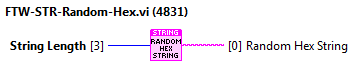 FTW-STR-Random-Hex.vi (4831)
STRING
String Length [3] RANDOM [0] Random Hex String
HEX
STRING